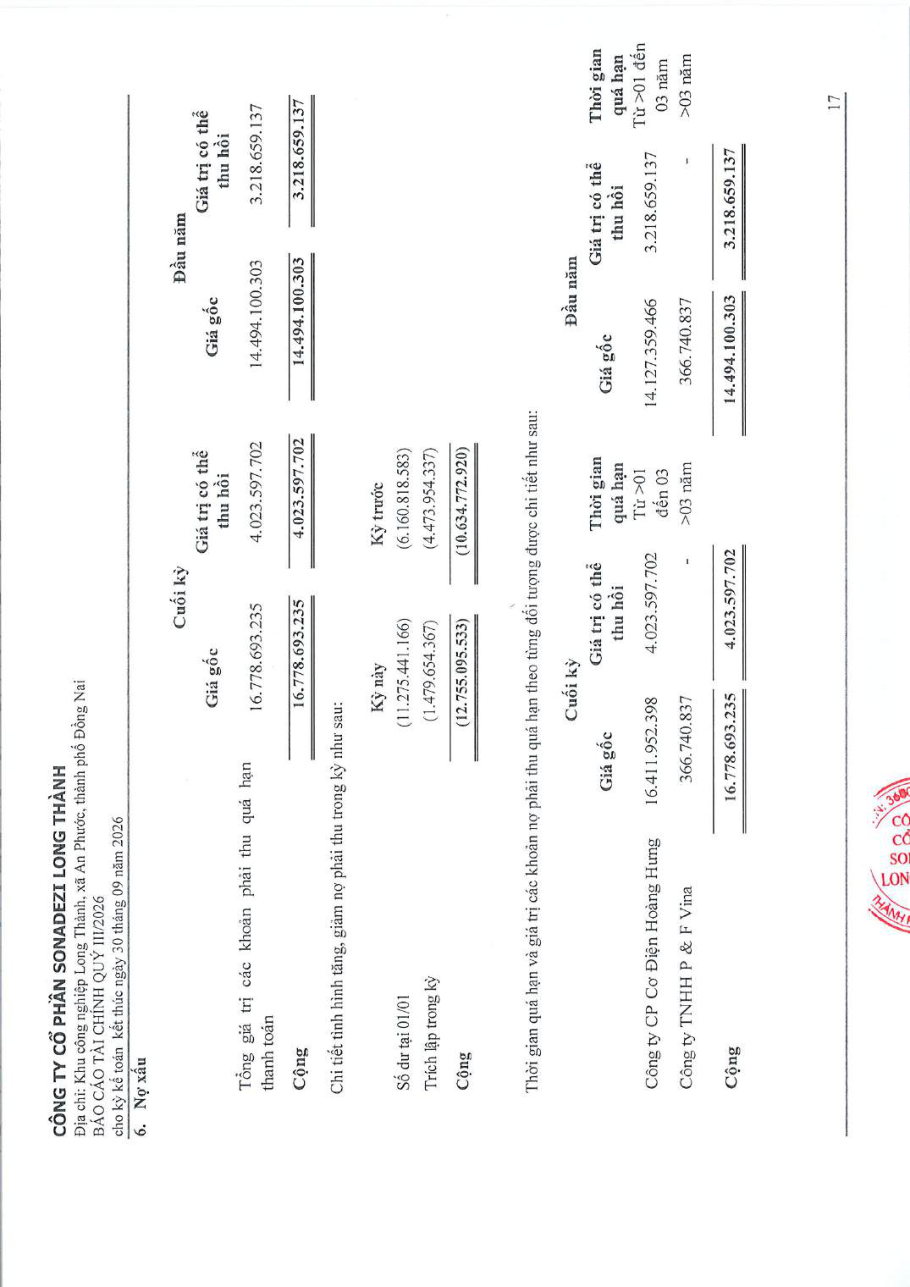 CÔNG TY CỔ PHẦN SONADEZI LONG THÀNH
Địa chỉ: Khu công nghiệp Long Thành, xã An Phước, thành phố Đồng Nai
BÁO CÁO TÀI CHÍNH QUÝ III/2026
cho kỳ kế toán kết thúc ngày 30 tháng 09 năm 2026
6. Nợ xấu
Cuối kỳ Đầu năm
Giá gốc Giá trị có thể thu hồi Giá gốc Giá trị có thể thu hồi
Tổng giá trị các khoản phải thu quá hạn
thanh toán 16.778.693.235 4.023.597.702 14.494.100.303 3.218.659.137
Cộng 16.778.693.235 4.023.597.702 14.494.100.303 3.218.659.137
Chi tiết tình hình tăng, giảm nợ phải thu trong kỳ như sau:
Kỳ này Kỳ trước
Số dư tại 01/01 (11.275.441.166) (6.160.818.583)
Trích lập trong kỳ (1.479.654.367) (4.473.954.337)
Cộng (12.755.095.533) (10.634.772.920)
Thời gian quá hạn và giá trị các khoản nợ phải thu quá hạn theo từng đối tượng được chi tiết như sau:
Cuối kỳ Đầu năm
Giá gốc Giá trị có thể thu hồi Thời gian quá hạn Giá gốc Giá trị có thể thu hồi Thời gian quá hạn
Công ty CP Cơ Điện Hoàng Hưng 16.411.952.398 4.023.597.702 Từ >01 đến 03 14.127.359.466 3.218.659.137 Từ >01 đến 03 năm
Công ty TNHH P & F Vina 366.740.837 - >03 năm 366.740.837 - >03 năm
Cộng 16.778.693.235 4.023.597.702 14.494.100.303 3.218.659.137
17